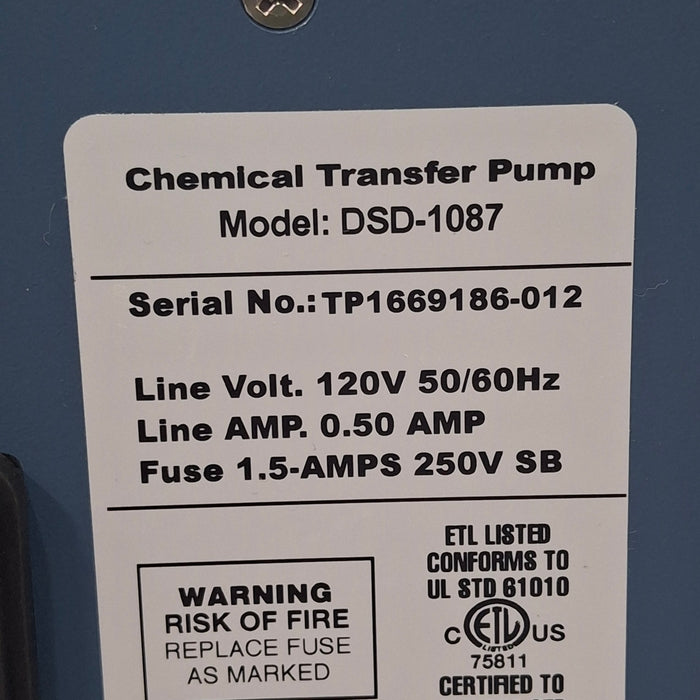 Chemical Transfer Pump
Model: DSD-1087
Serial No.:TP1669186-012
Line Volt. 120V 50/60Hz
Line AMP. 0.50 AMP
Fuse 1.5-AMPS 250V SB
WARNING
RISK OF FIRE
REPLACE FUSE
AS MARKED
ETL LISTED
CONFORMS TO
UL STD 61010
C ETL US
LISTED
75811
CERTIFIED TO